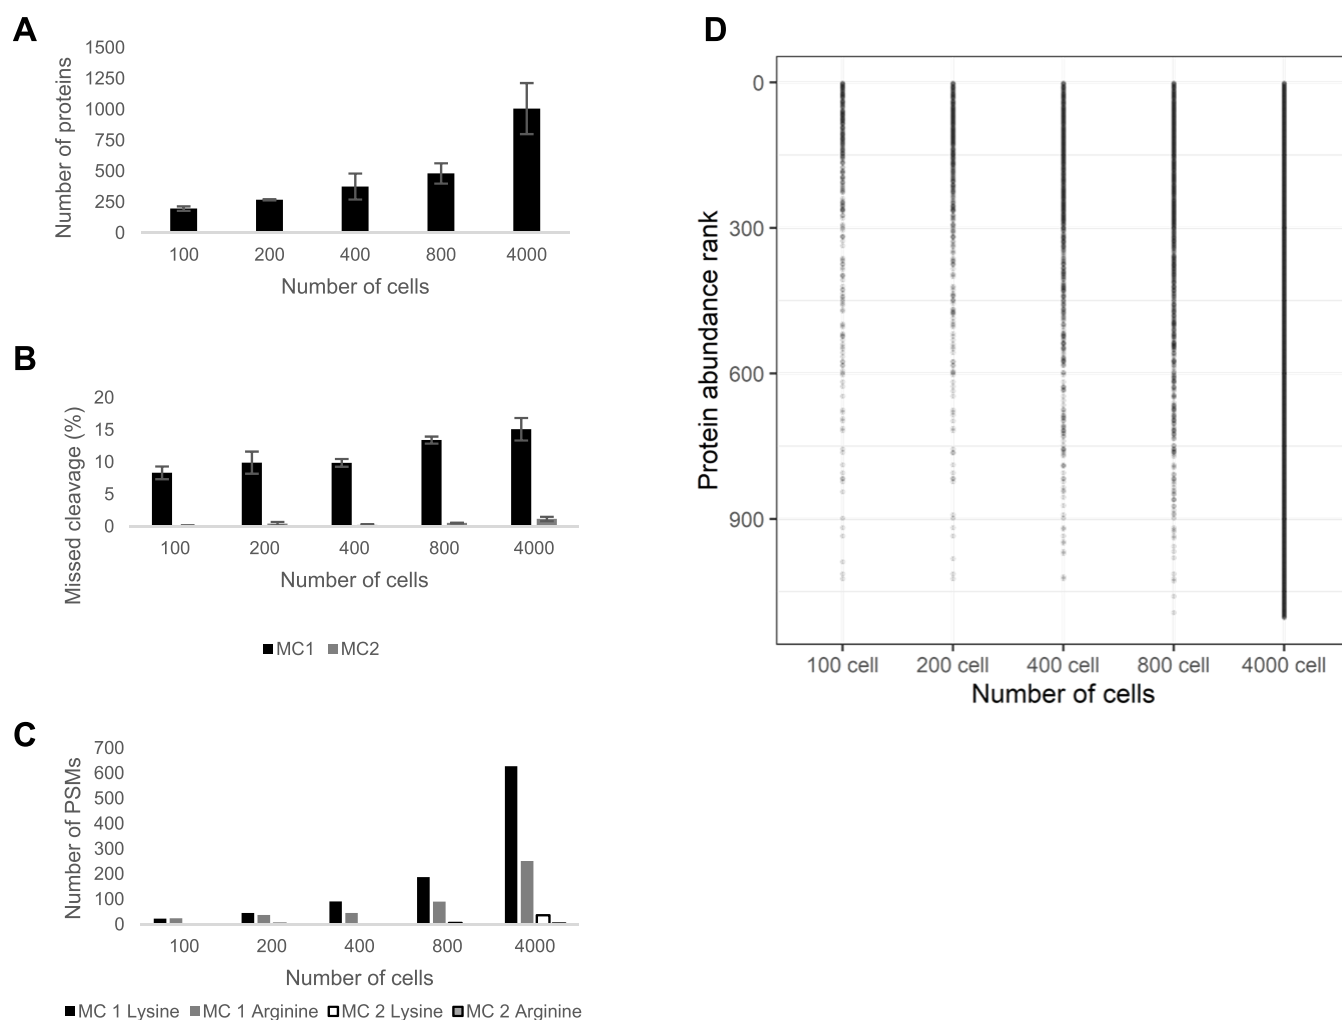 A
Number of proteins
1500
1250
1000
750
500
250
0
100 200 400 800 4000
Number of cells
B
Missed cleavage (%)
20
15
10
5
0
100 200 400 800 4000
Number of cells
MC1 MC2
C
Number of PSMs
700
600
500
400
300
200
100
0
100 200 400 800 4000
Number of cells
MC 1 Lysine MC 1 Arginine MC 2 Lysine MC 2 Arginine
D
Protein abundance rank
0
300
600
900
100 cell 200 cell 400 cell 800 cell 4000 cell
Number of cells